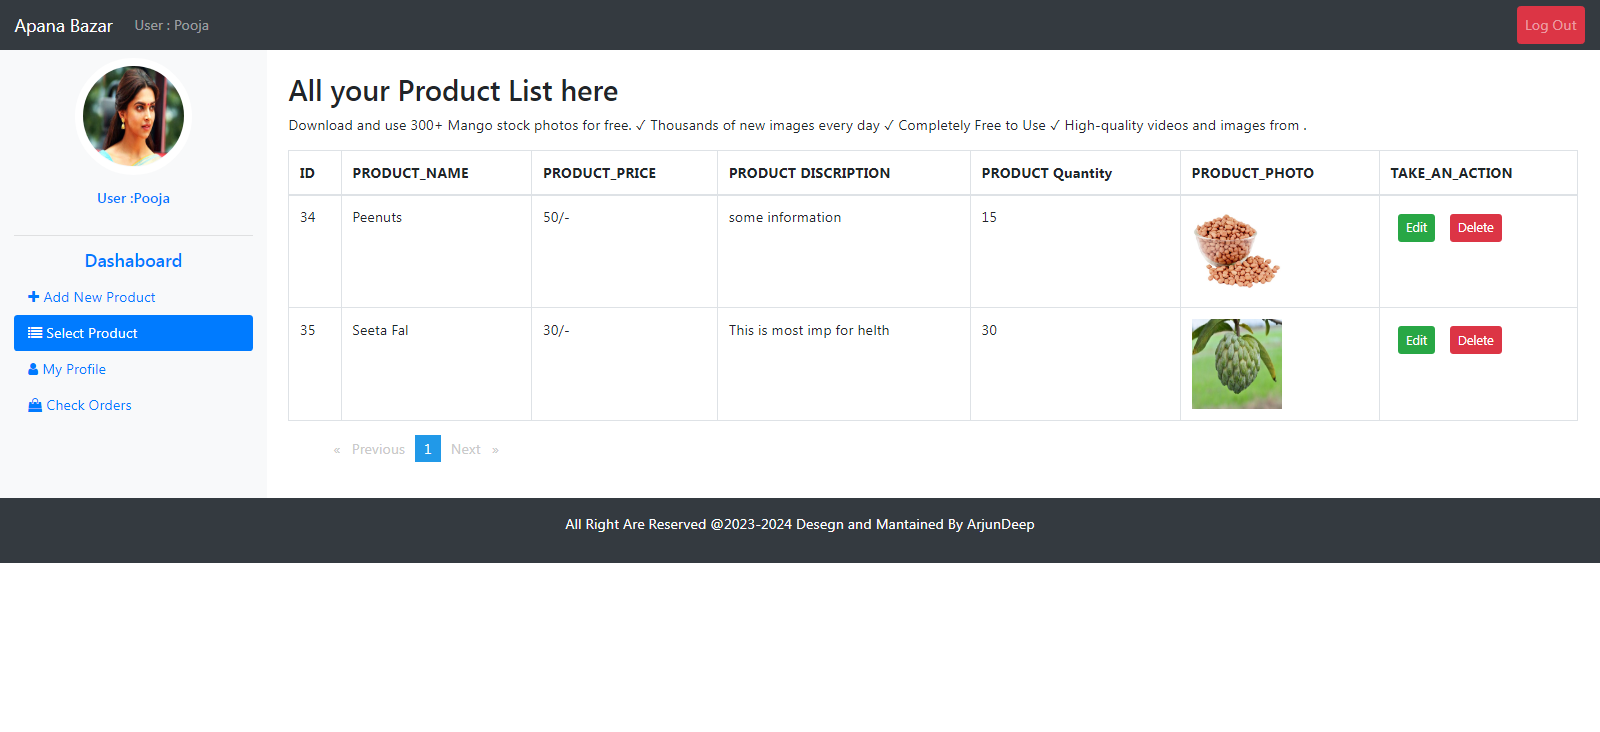 Apana Bazar User : Pooja Log Out
User :Pooja
Dashaboard
Add New Product
Select Product
My Profile
Check Orders
All your Product List here
Download and use 300+ Mango stock photos for free. ✓ Thousands of new images every day ✓ Completely Free to Use ✓ High-quality videos and images from .
ID PRODUCT_NAME PRODUCT_PRICE PRODUCT DISCRIPTION PRODUCT Quantity PRODUCT_PHOTO TAKE_AN_ACTION
34 Peenuts 50/- some information 15 Edit Delete
35 Seeta Fal 30/- This is most imp for helth 30 Edit Delete
« Previous 1 Next »
All Right Are Reserved @2023-2024 Desegn and Mantained By ArjunDeep